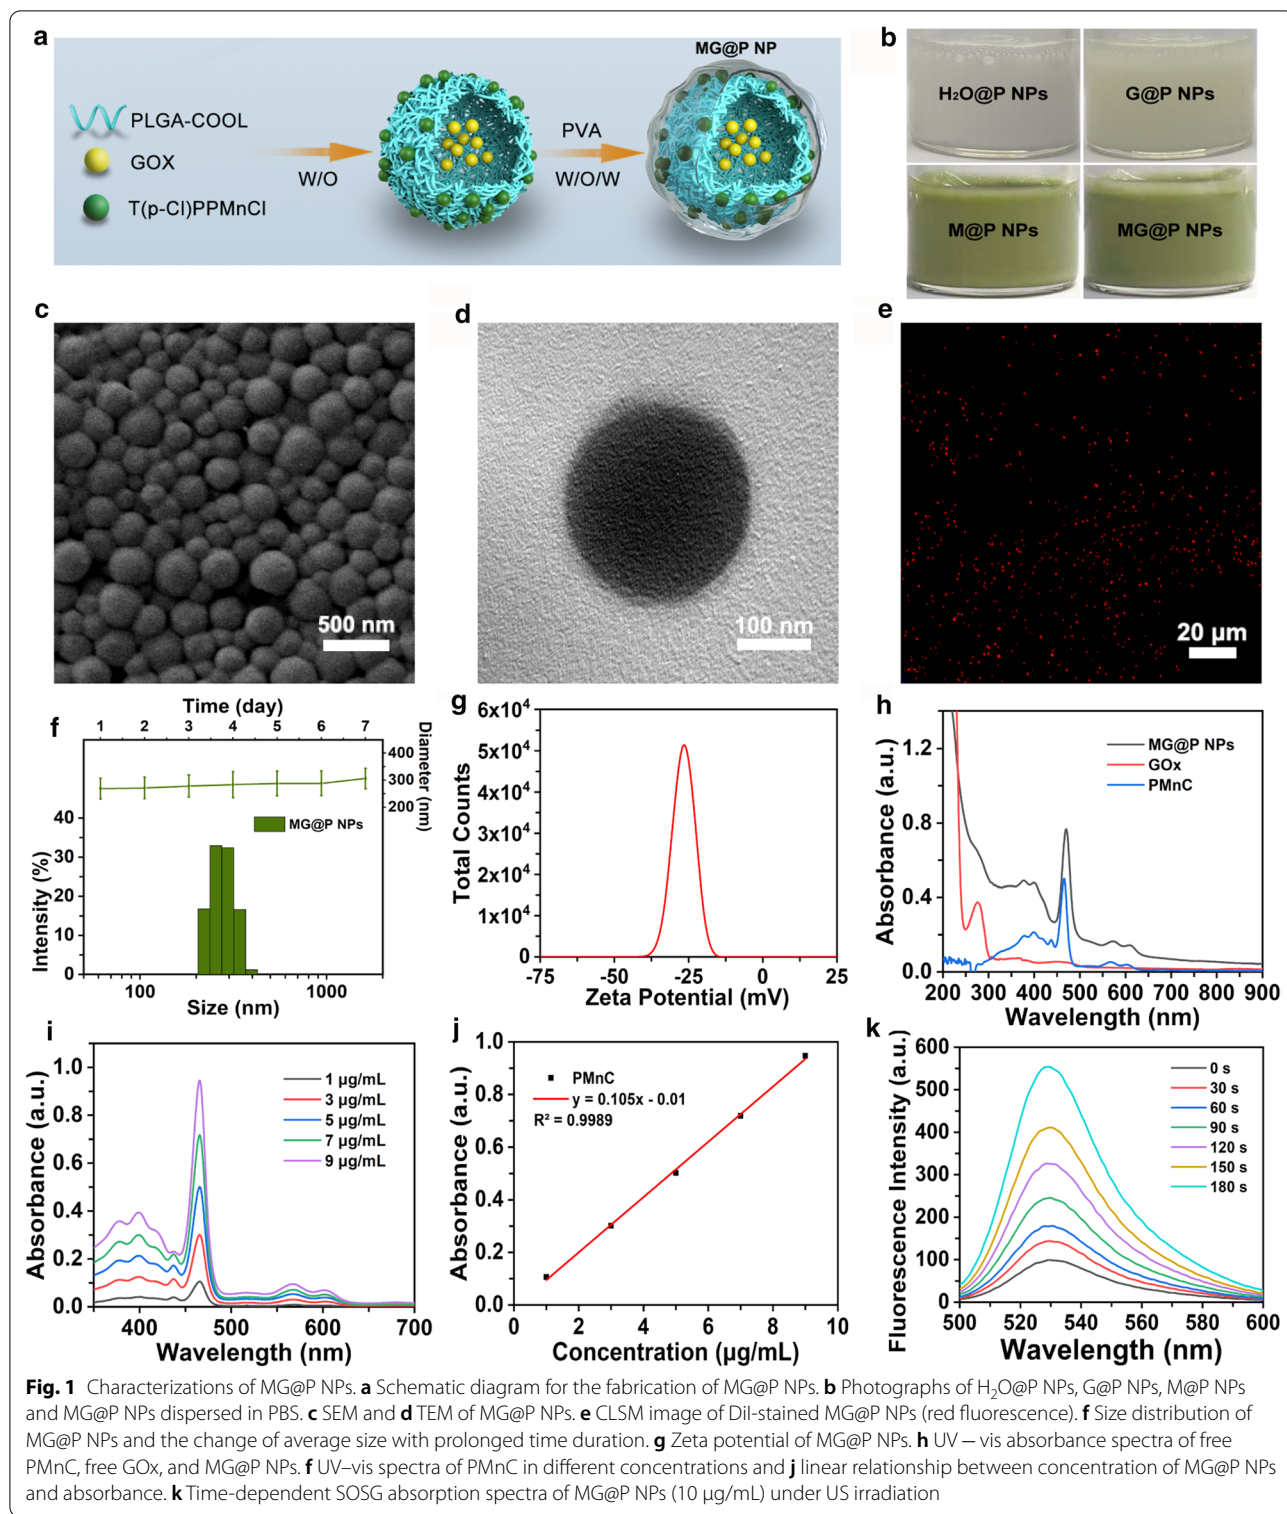 a
MG@P NP
PLGA-COOL
GOX
T(p-Cl)PPMnCl
W/O
PVA
W/O/W
b
H₂O@P NPs
G@P NPs
M@P NPs
MG@P NPs
c
500 nm
d
100 nm
e
20 µm
f
Time (day)
1 2 3 4 5 6 7
Diameter (nm)
400
300
200
MG@P NPs
Intensity (%)
40
30
20
10
0
100 1000
Size (nm)
g
Total Counts
6x10⁴
5x10⁴
4x10⁴
3x10⁴
2x10⁴
1x10⁴
0
-75 -50 -25 0 25
Zeta Potential (mV)
h
Absorbance (a.u.)
1.2
0.8
0.4
0.0
MG@P NPs
GOx
PMnC
200 300 400 500 600 700 800 900
Wavelength (nm)
i
Absorbance (a.u.)
1.0
0.8
0.6
0.4
0.2
0.0
1 µg/mL
3 µg/mL
5 µg/mL
7 µg/mL
9 µg/mL
400 500 600 700
Wavelength (nm)
j
Absorbance (a.u.)
1.0
0.8
0.6
0.4
0.2
0.0
PMnC
y = 0.105x - 0.01
R² = 0.9989
0 2 4 6 8 10
Concentration (µg/mL)
k
Fluorescence Intensity (a.u.)
600
500
400
300
200
100
0
0 s
30 s
60 s
90 s
120 s
150 s
180 s
500 520 540 560 580 600
Wavelength (nm)
Fig. 1 Characterizations of MG@P NPs. a Schematic diagram for the fabrication of MG@P NPs. b Photographs of H₂O@P NPs, G@P NPs, M@P NPs
and MG@P NPs dispersed in PBS. c SEM and d TEM of MG@P NPs. e CLSM image of DiI-stained MG@P NPs (red fluorescence). f Size distribution of
MG@P NPs and the change of average size with prolonged time duration. g Zeta potential of MG@P NPs. h UV — vis absorbance spectra of free
PMnC, free GOx, and MG@P NPs. f UV–vis spectra of PMnC in different concentrations and j linear relationship between concentration of MG@P NPs
and absorbance. k Time-dependent SOSG absorption spectra of MG@P NPs (10 µg/mL) under US irradiation